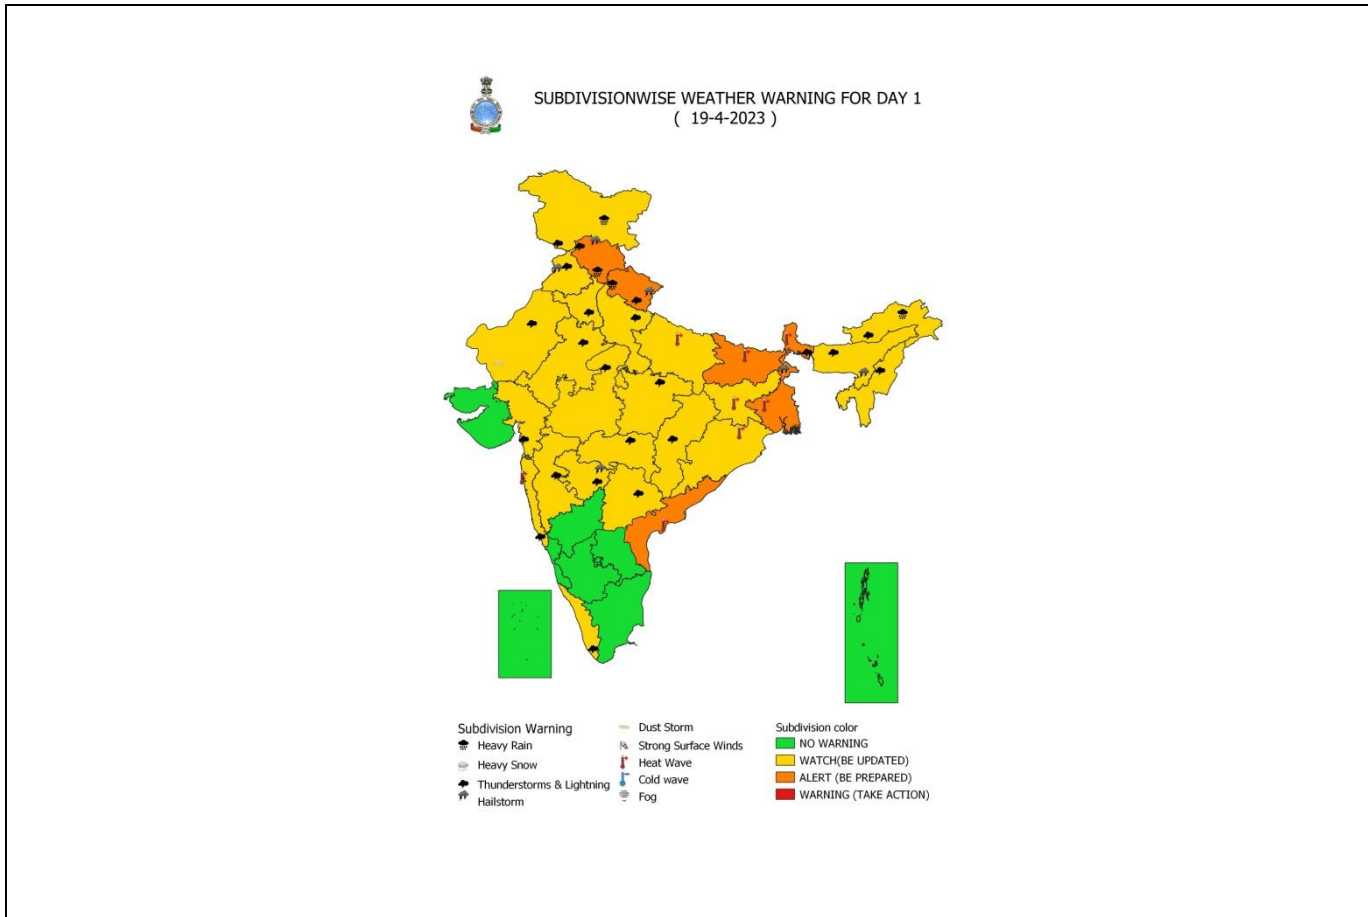 SUBDIVISIONWISE WEATHER WARNING FOR DAY 1
( 19-4-2023 )
Subdivision Warning
Heavy Rain
Heavy Snow
Thunderstorms & Lightning
Hailstorm
Dust Storm
Strong Surface Winds
Heat Wave
Cold wave
Fog
Subdivision color
NO WARNING
WATCH(BE UPDATED)
ALERT (BE PREPARED)
WARNING (TAKE ACTION)